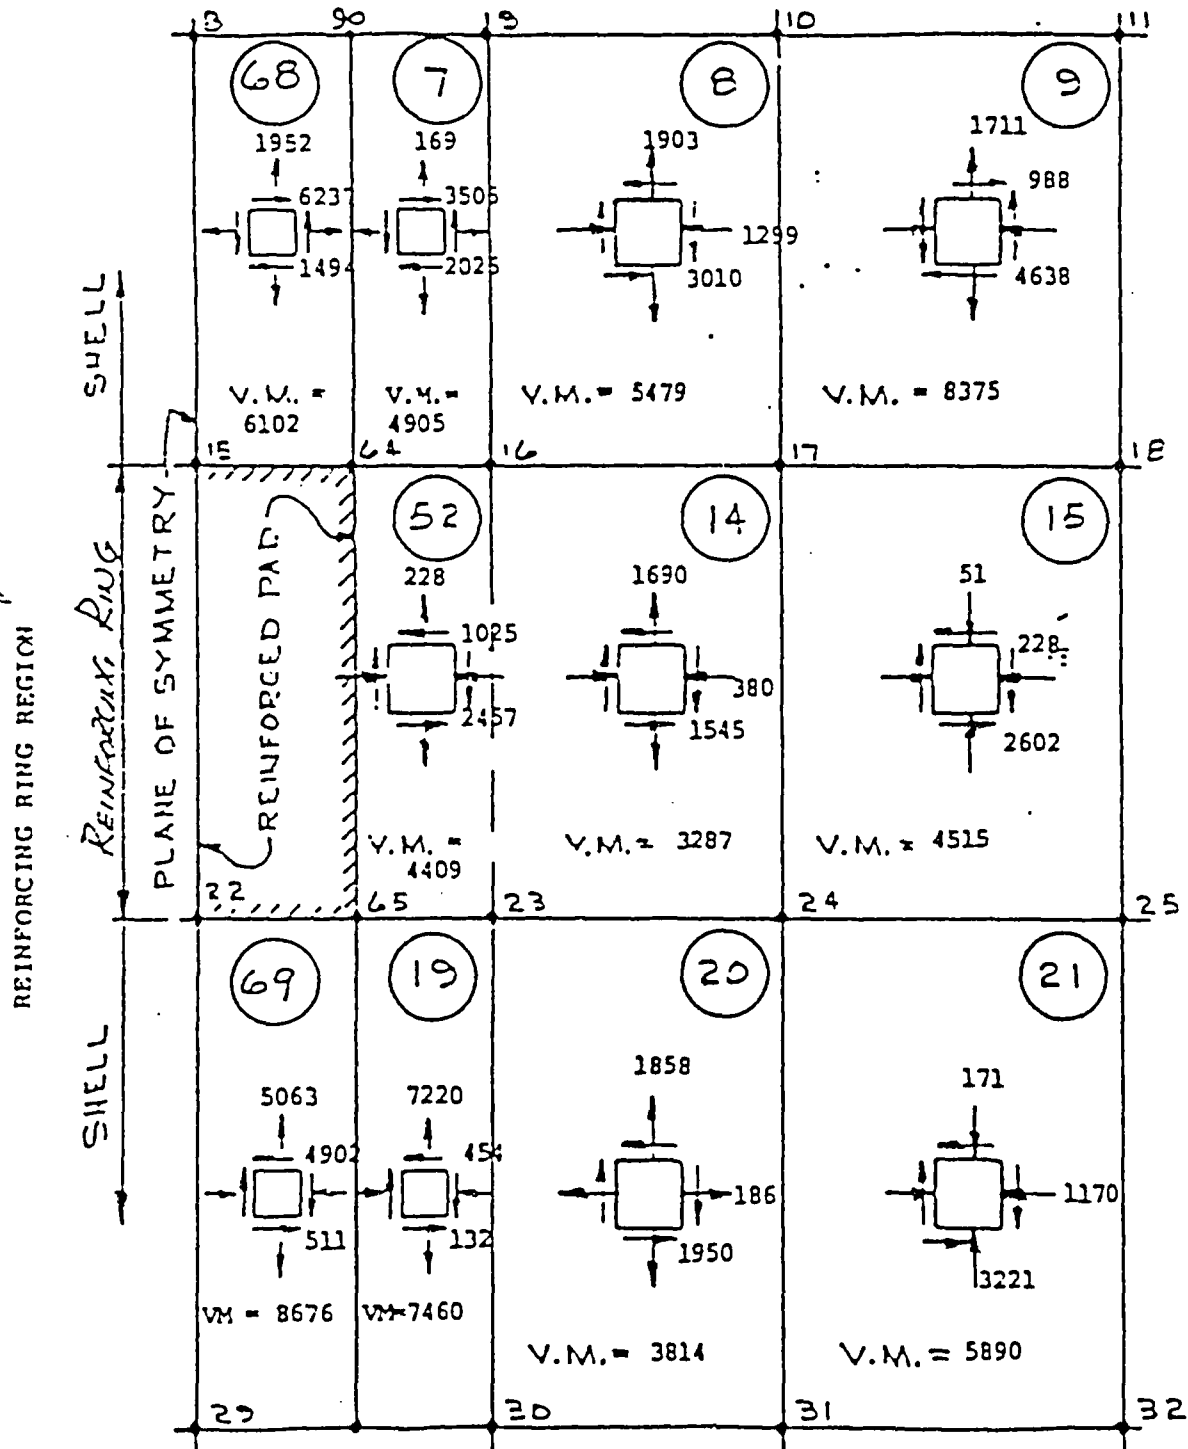 13 90 19 10 11
68 7 8 9
1952 169 1903 1711
6237 3505 988
1299
1494 2025 3010 4638
V.M. = 6102
V.M. = 4905
V.M. = 5479
V.M. = 8375
15 64 16 17 18
52 14 15
228 1690 51
1025 228
380
2457 1545 2602
V.M. = 4409
V.M. = 3287
V.M. = 4515
22 65 23 24 25
69 19 20 21
5063 7220 1858 171
4902 454
186 1170
511 132 1950 3221
VM = 8676
VM=7460
V.M. = 3814
V.M. = 5890
29 30 31 32
SHELL
REINFORCING RING
SHELL
PLANE OF SYMMETRY
REINFORCED PAD
REINFORCING RING REGION